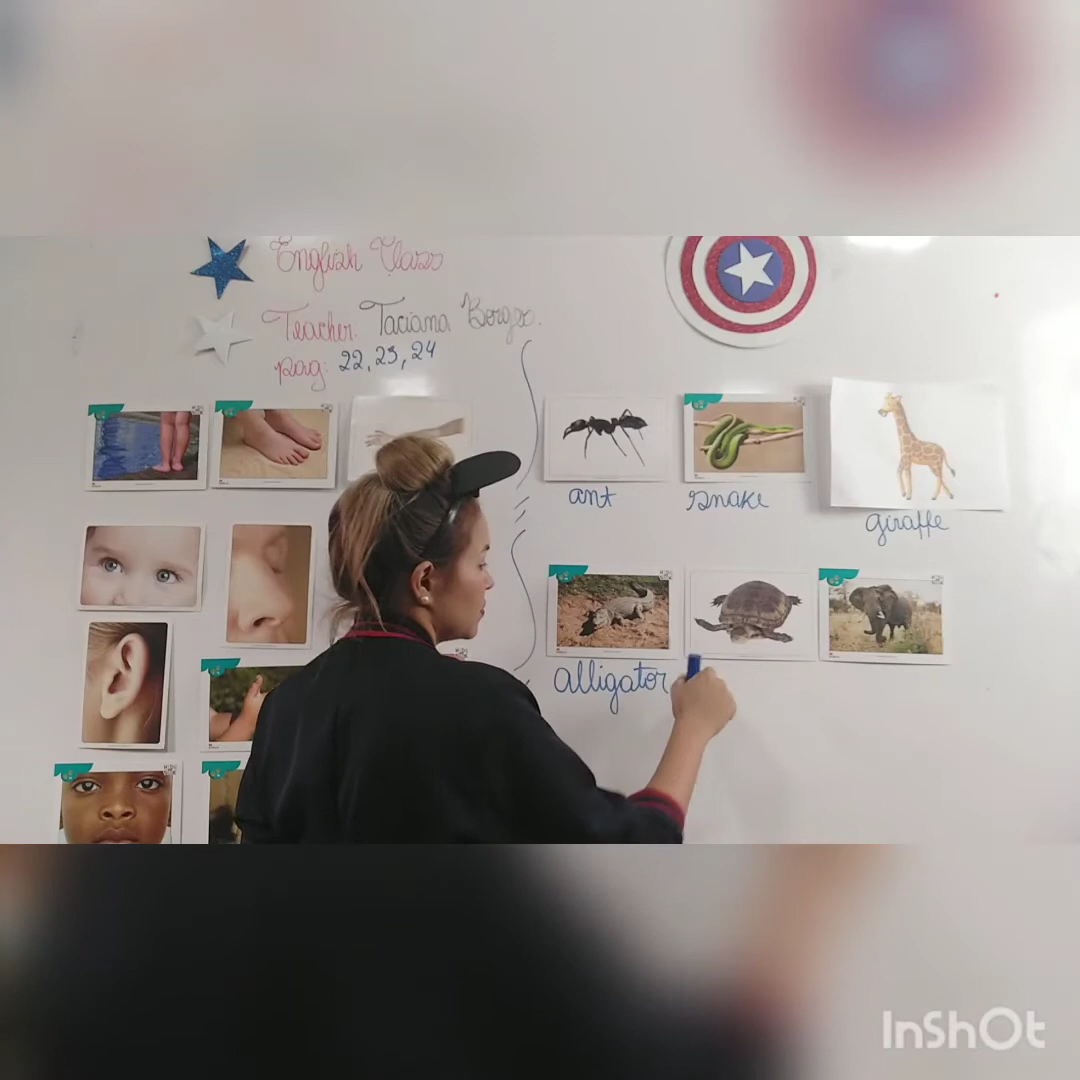 English Class
Teacher: Taciana Borges.
pag: 22, 23, 24
ant
snake
giraffe
alligator
InShOt